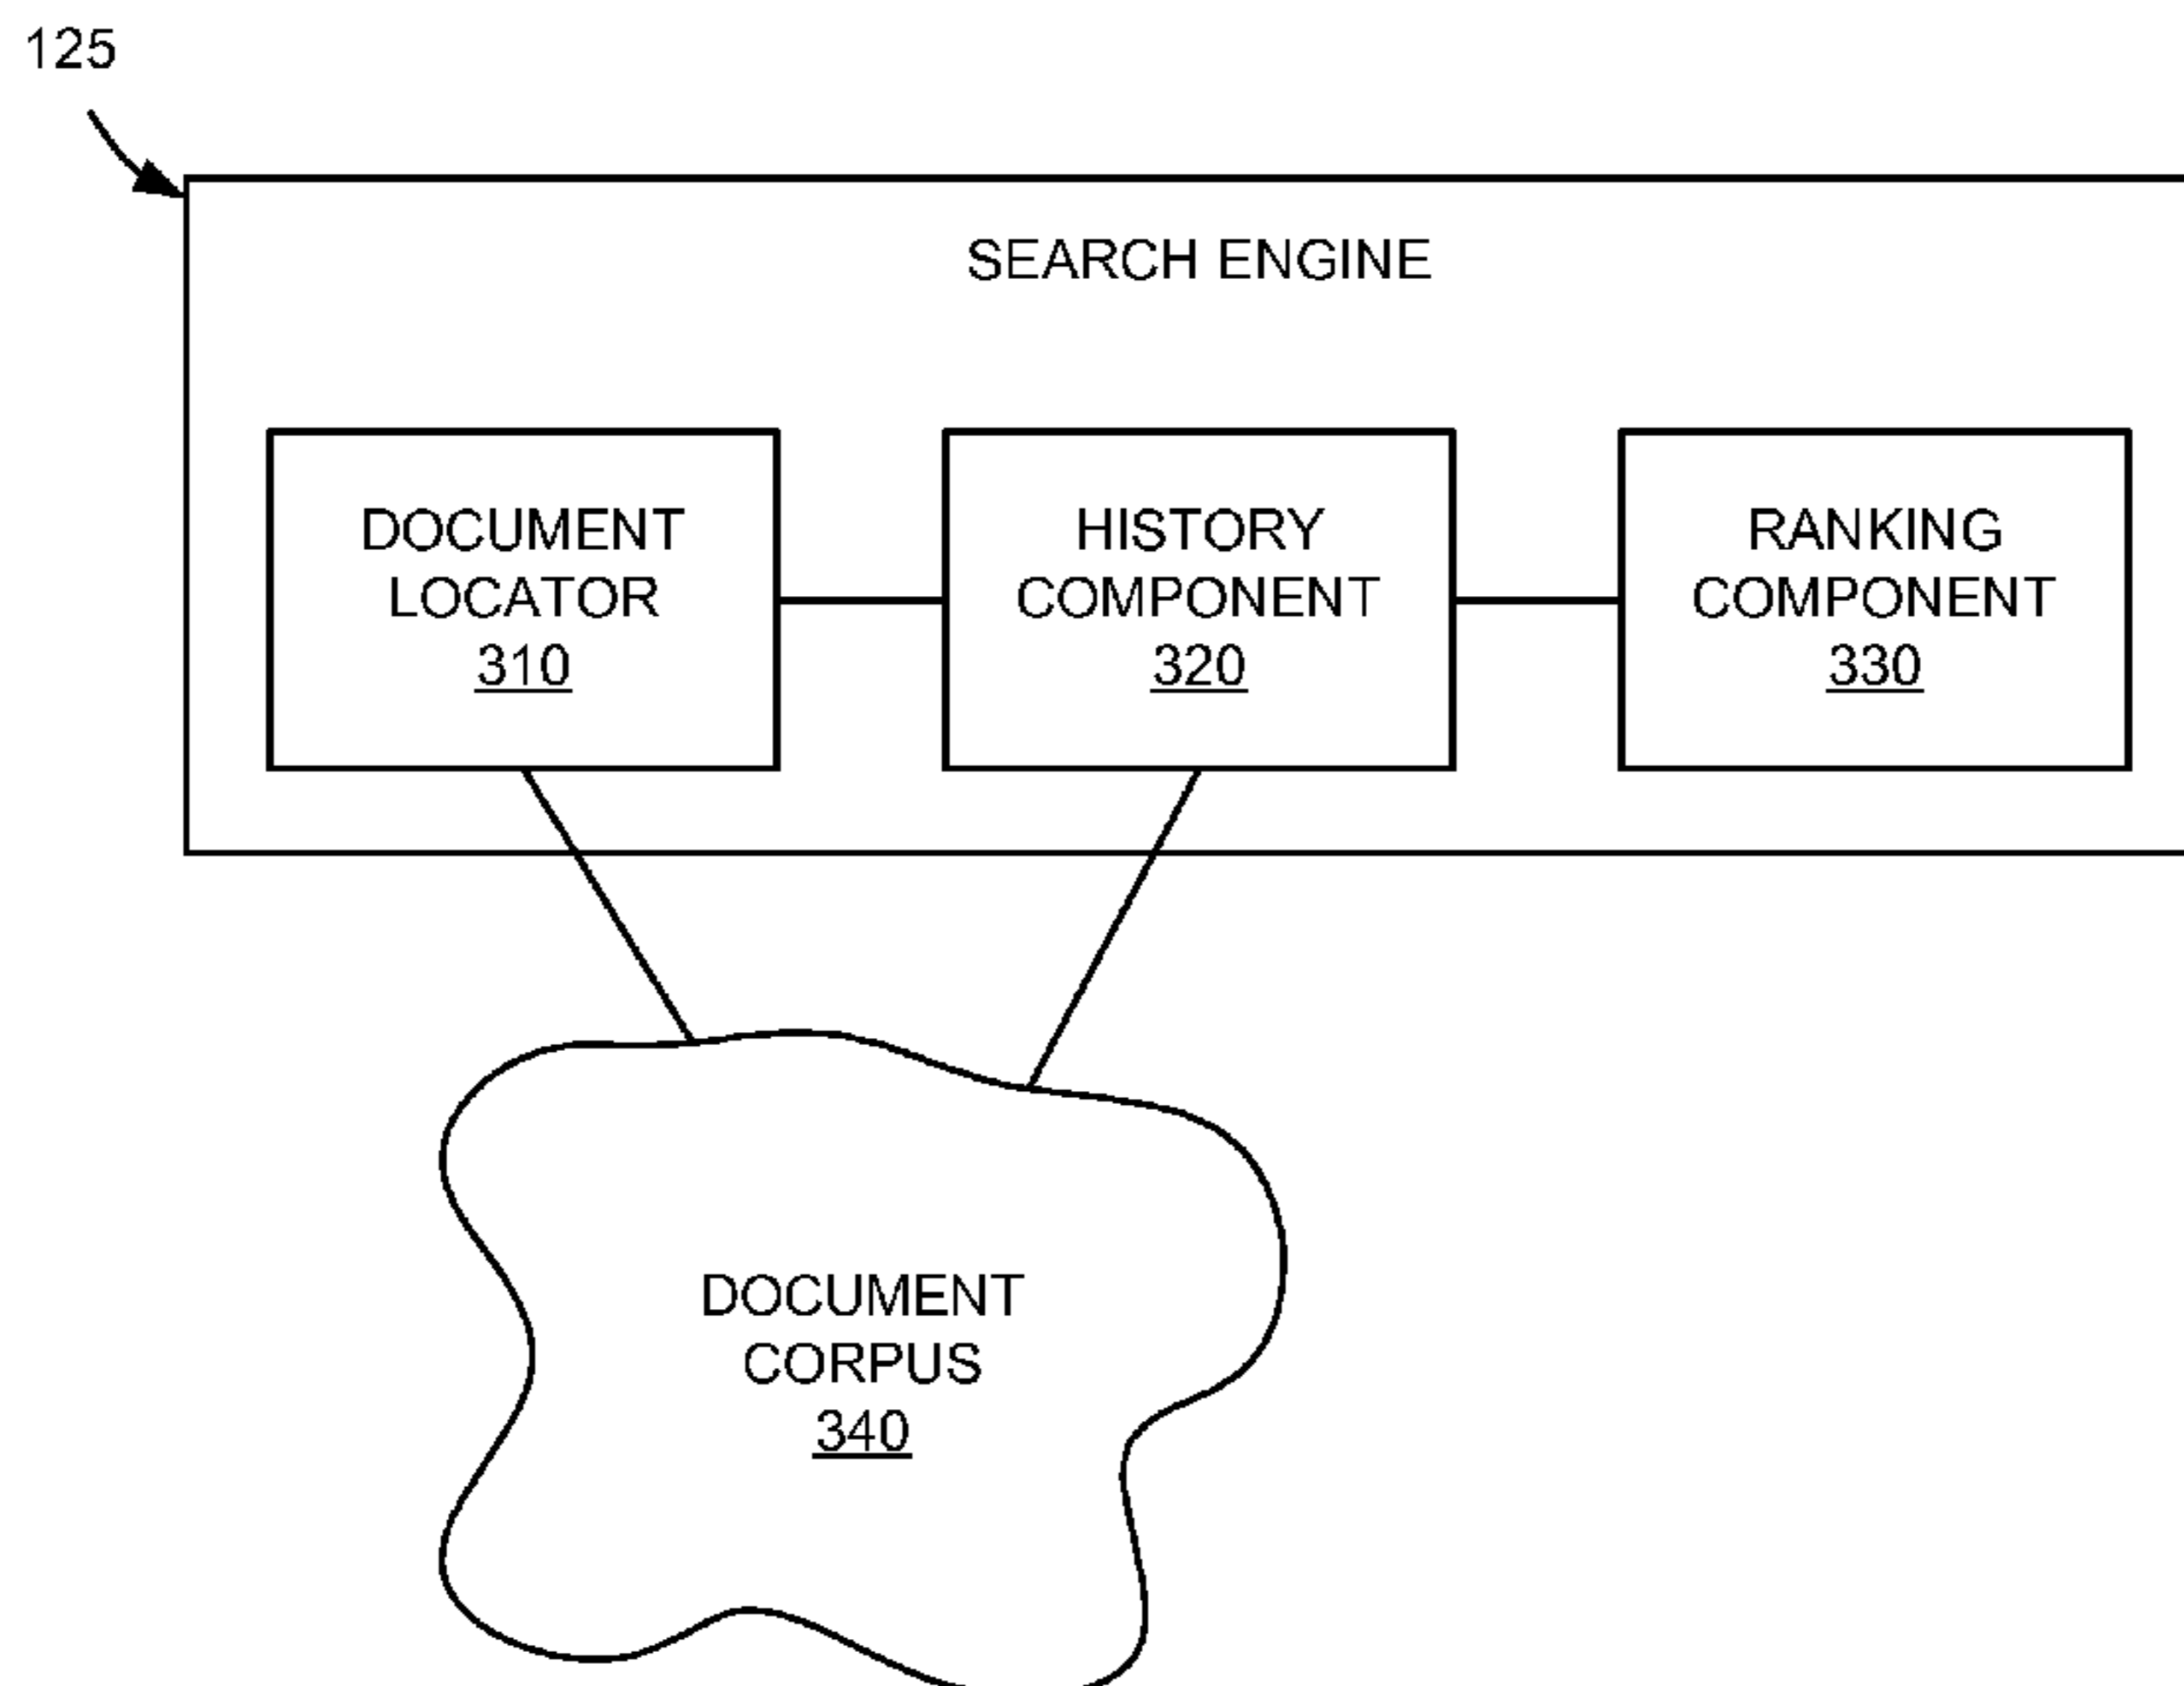 125
SEARCH ENGINE
DOCUMENT
LOCATOR
310
HISTORY
COMPONENT
320
RANKING
COMPONENT
330
DOCUMENT
CORPUS
340